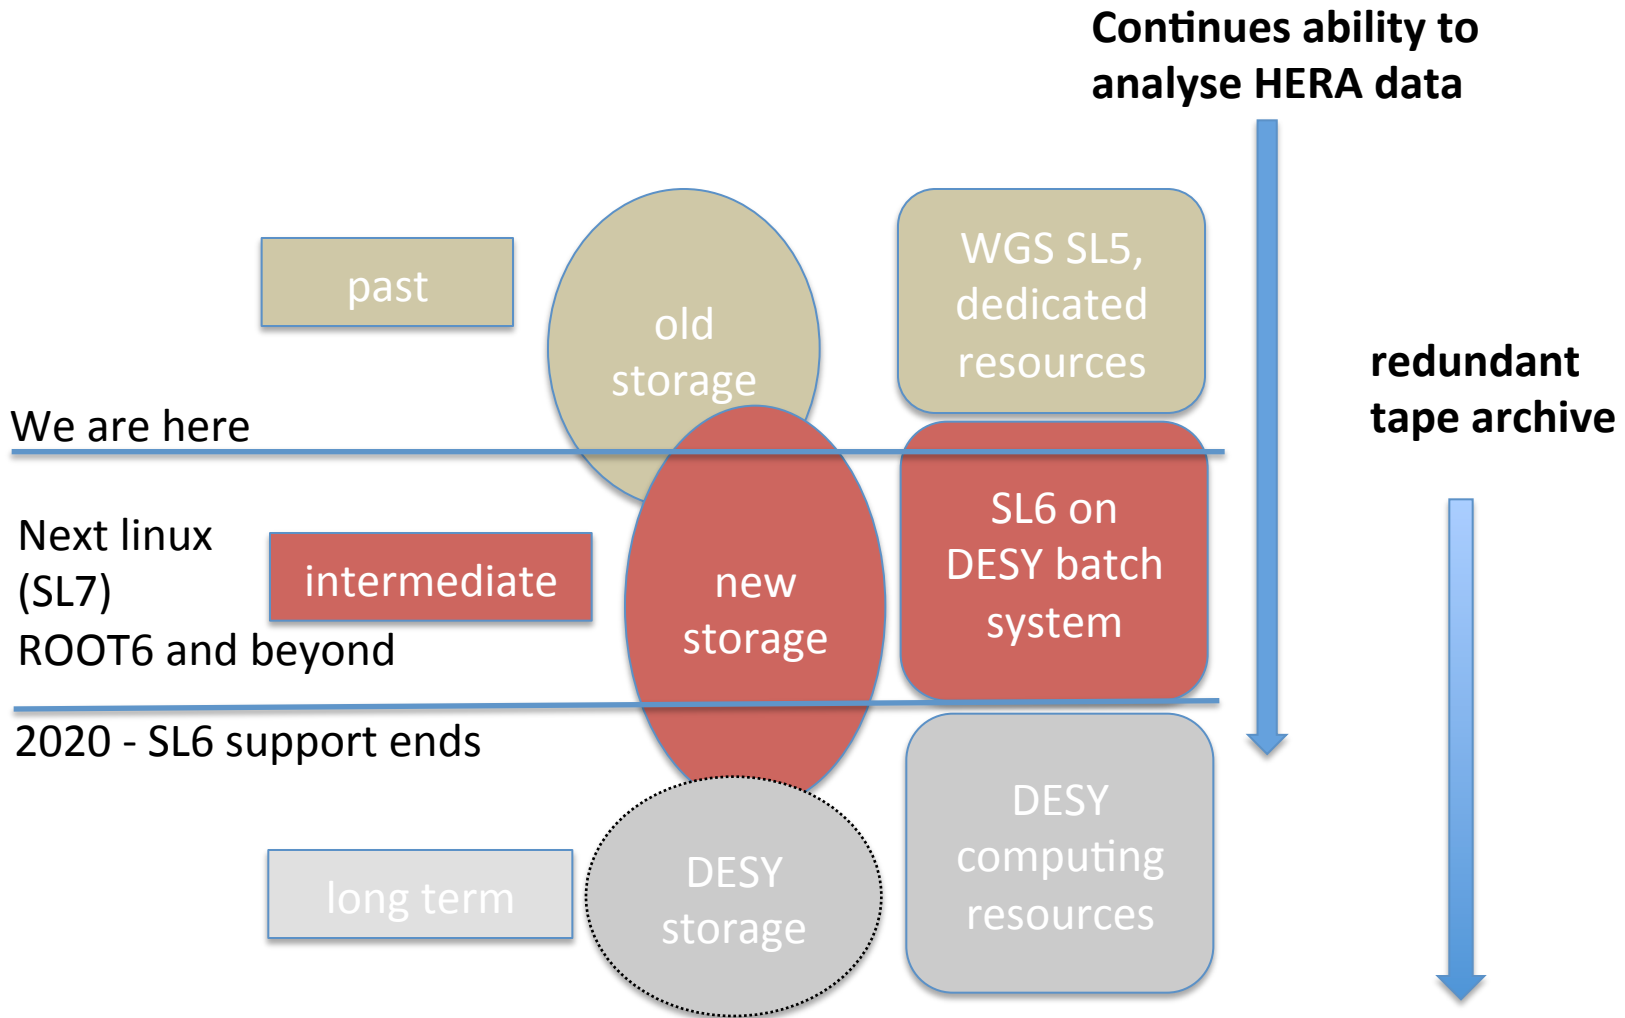 Continues ability to
analyse HERA data
past
old
storage
WGS SL5,
dedicated
resources
redundant
tape archive
We are here
Next linux
(SL7)
ROOT6 and beyond
intermediate
new
storage
SL6 on
DESY batch
system
2020 - SL6 support ends
long term
DESY
storage
DESY
computing
resources